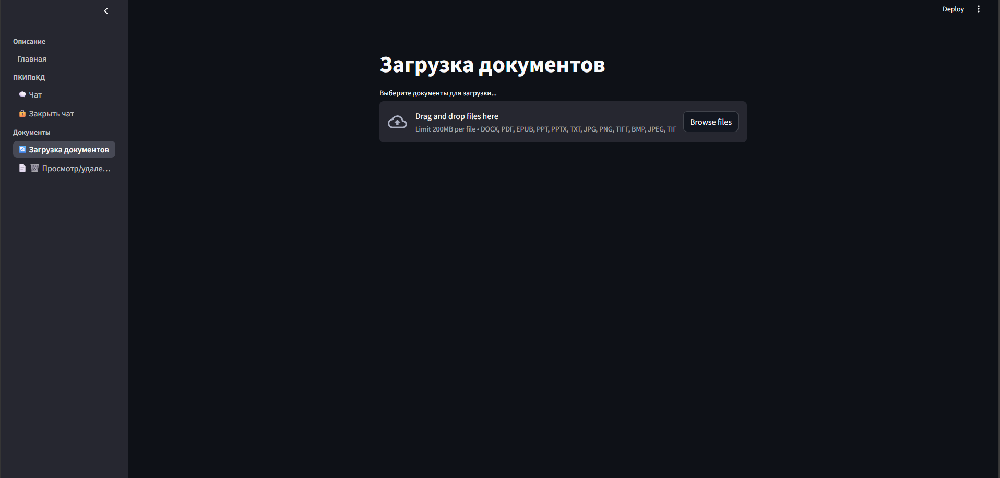 Deploy
Описание
Главная
ПКИПвКД
Чат
Закрыть чат
Документы
Загрузка документов
Просмотр/удале...
Загрузка документов
Выберите документы для загрузки...
Drag and drop files here
Limit 200MB per file • DOCX, PDF, EPUB, PPT, PPTX, TXT, JPG, PNG, TIFF, BMP, JPEG, TIF
Browse files